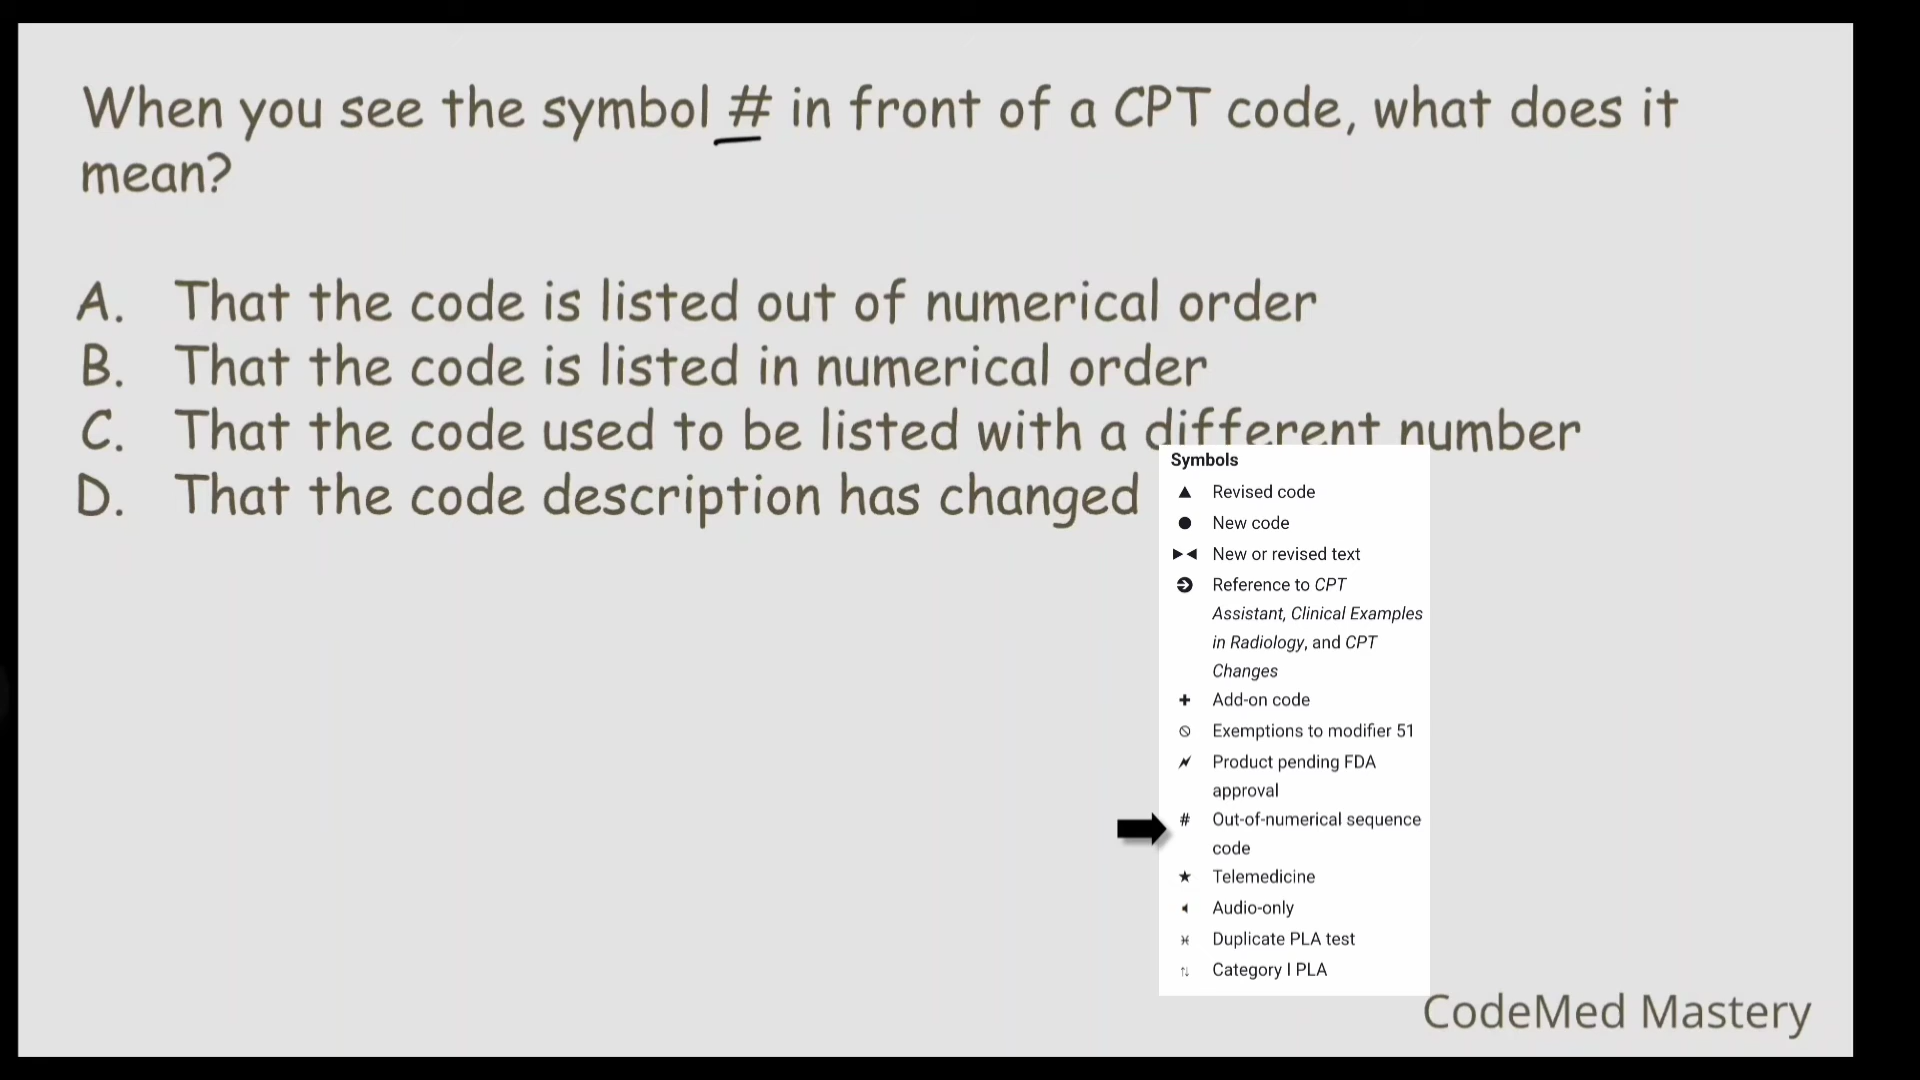 When you see the symbol # in front of a CPT code, what does it
mean?
A. That the code is listed out of numerical order
B. That the code is listed in numerical order
C. That the code used to be listed with a different number
D. That the code description has changed
Symbols
▲ Revised code
● New code
▶◀ New or revised text
➲ Reference to CPT
Assistant, Clinical Examples
in Radiology, and CPT
Changes
✚ Add-on code
⦸ Exemptions to modifier 51
⚡ Product pending FDA
approval
# Out-of-numerical sequence
code
★ Telemedicine
◀ Audio-only
⯒ Duplicate PLA test
↑↓ Category I PLA
CodeMed Mastery